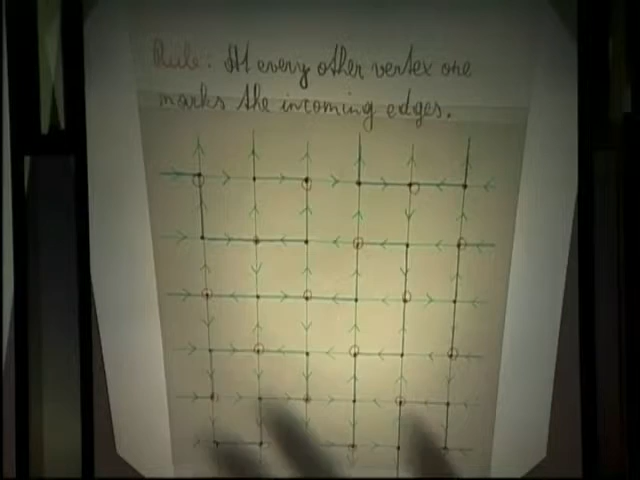 Rule: At every other vertex one
marks the incoming edges.